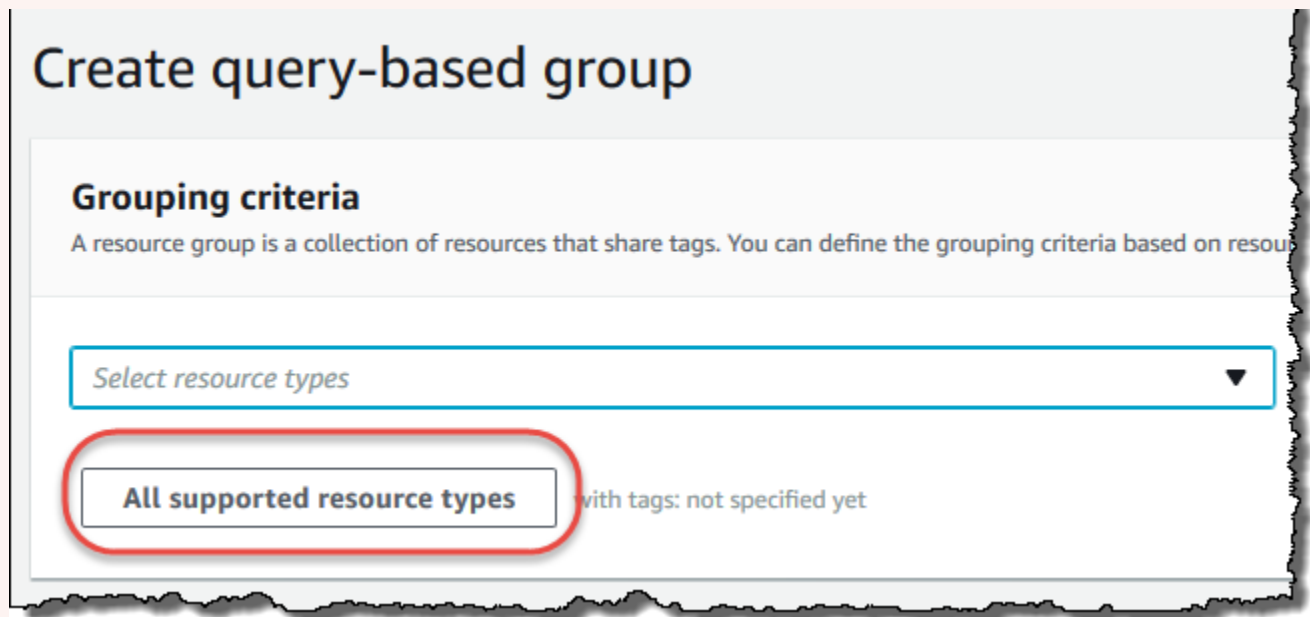 Create query-based group
Grouping criteria
A resource group is a collection of resources that share tags. You can define the grouping criteria based on
Select resource types
All supported resource types with tags: not specified yet